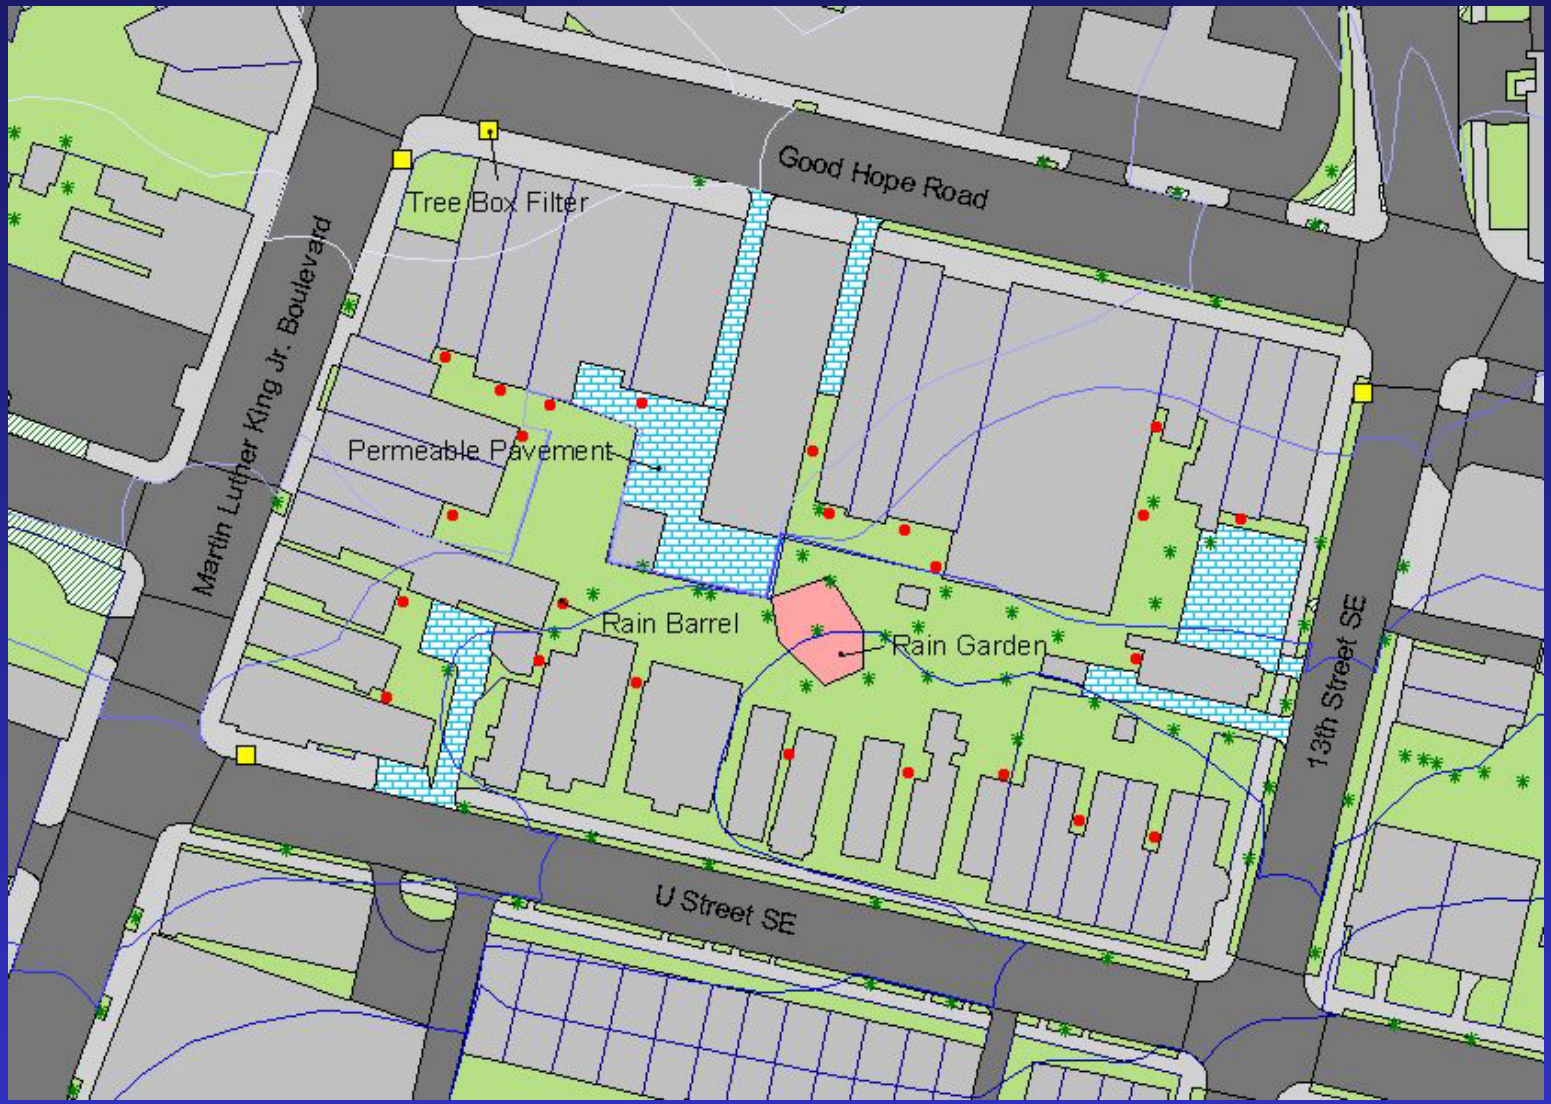 Good Hope Road
Tree Box Filter
Martin Luther King Jr. Boulevard
Permeable Pavement
Rain Barrel
Rain Garden
13th Street SE
U Street SE